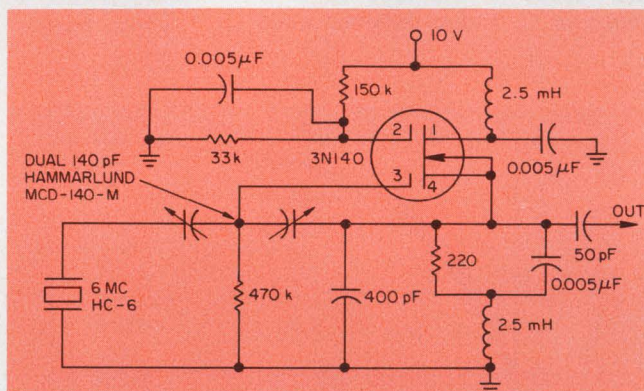 10 V
0.005μF
150 k
2.5 mH
2
1
33k
3N140
0.005μF
3
4
DUAL 140 pF
HAMMARLUND
MCD-140-M
OUT
6 MC
HC-6
470 k
400 pF
220
50 pF
0.005μF
2.5 mH